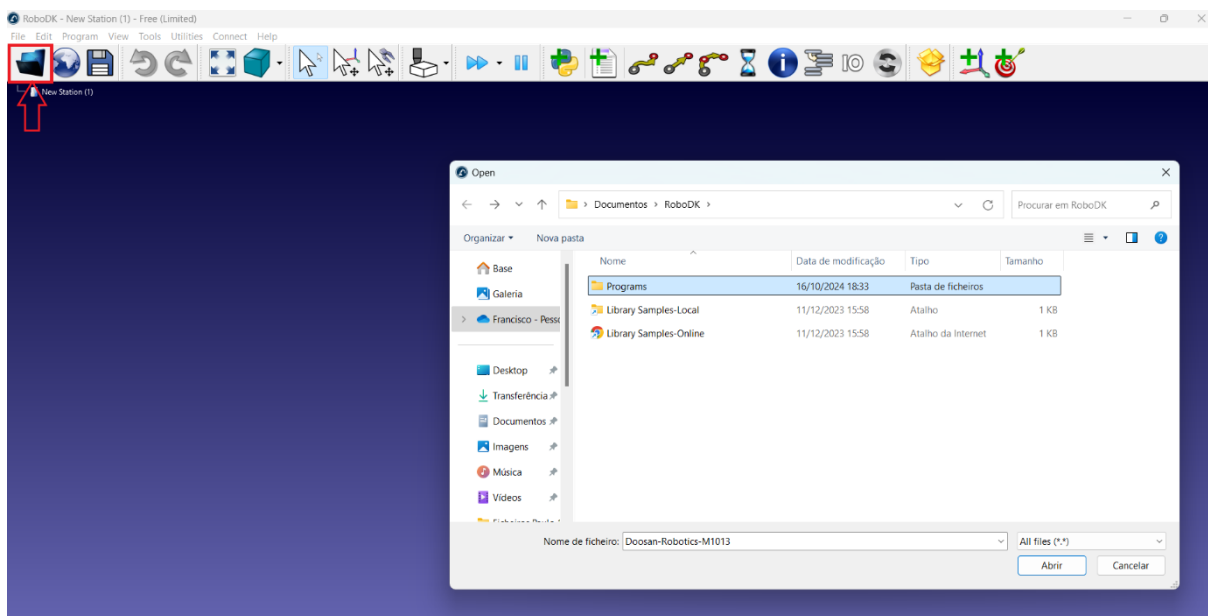 RoboDK - New Station (1) - Free (Limited)
File Edit Program View Tools Utilities Connect Help
New Station (1)
Open
Documentos > RoboDK >
Procurar em RoboDK
Organizar Nova pasta
Nome Data de modificação Tipo Tamanho
Base
Galeria
Francisco - Pesso
Programs 16/10/2024 18:33 Pasta de ficheiros
Library Samples-Local 11/12/2023 15:58 Atalho 1 KB
Library Samples-Online 11/12/2023 15:58 Atalho da Internet 1 KB
Desktop
Transferência
Documentos
Imagens
Música
Vídeos
Nome de ficheiro: Doosan-Robotics-M1013
All files (*.*)
Abrir Cancelar